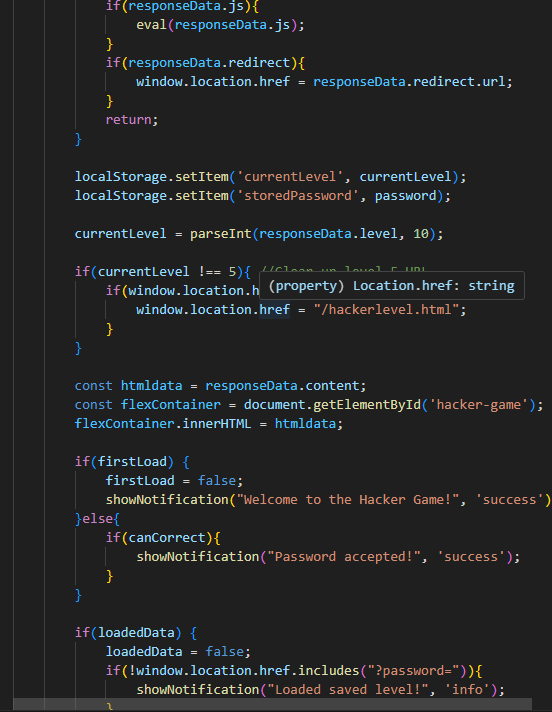 if(responseData.js){
eval(responseData.js);
}
if(responseData.redirect){
window.location.href = responseData.redirect.url;
}
return;
}
localStorage.setItem('currentLevel', currentLevel);
localStorage.setItem('storedPassword', password);
currentLevel = parseInt(responseData.level, 10);
if(currentLevel !== 5){ //Clean up level 5 URL
if(window.location.h
(property) Location.href: string
window.location.href = "/hackerlevel.html";
}
}
const htmldata = responseData.content;
const flexContainer = document.getElementById('hacker-game');
flexContainer.innerHTML = htmldata;
if(firstLoad) {
firstLoad = false;
showNotification("Welcome to the Hacker Game!", 'success')
}else{
if(canCorrect){
showNotification("Password accepted!", 'success');
}
}
if(loadedData) {
loadedData = false;
if(!window.location.href.includes("?password=")){
showNotification("Loaded saved level!", 'info');
}